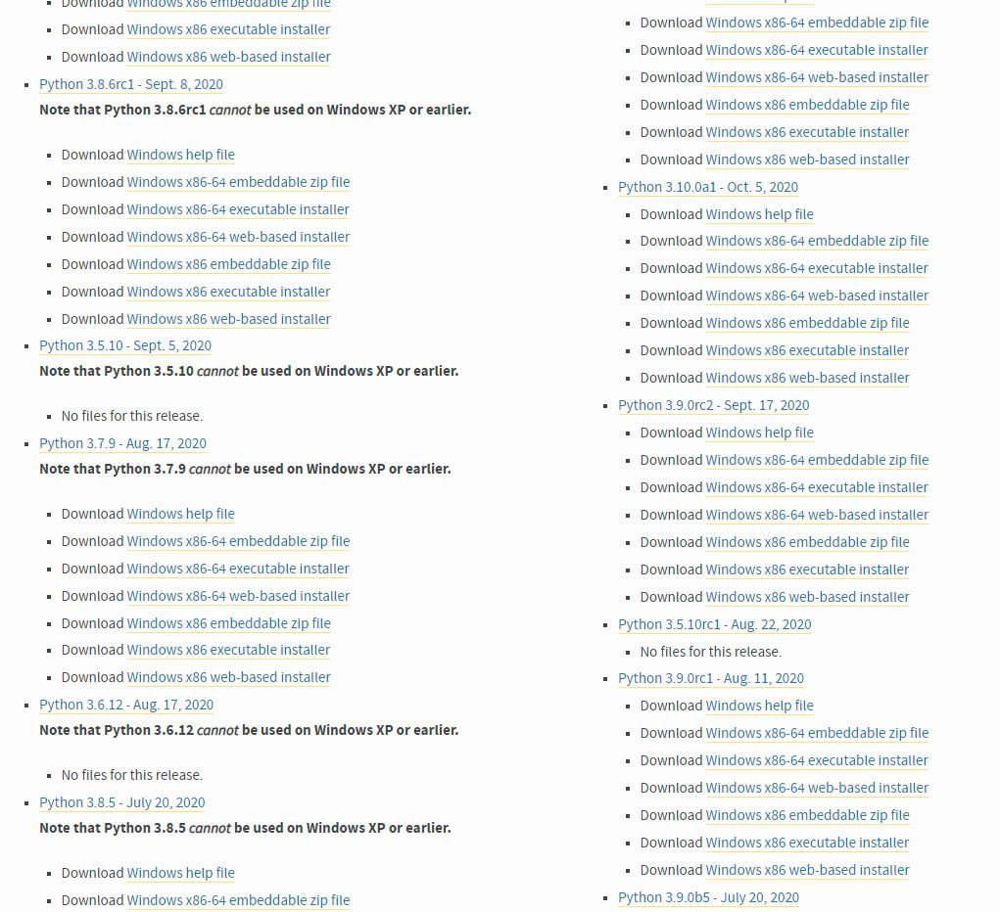 Download Windows x86 embeddable zip file
Download Windows x86 executable installer
Download Windows x86 web-based installer
Python 3.8.6rc1 - Sept. 8, 2020
Note that Python 3.8.6rc1 cannot be used on Windows XP or earlier.
Download Windows help file
Download Windows x86-64 embeddable zip file
Download Windows x86-64 executable installer
Download Windows x86-64 web-based installer
Download Windows x86 embeddable zip file
Download Windows x86 executable installer
Download Windows x86 web-based installer
Python 3.5.10 - Sept. 5, 2020
Note that Python 3.5.10 cannot be used on Windows XP or earlier.
No files for this release.
Python 3.7.9 - Aug. 17, 2020
Note that Python 3.7.9 cannot be used on Windows XP or earlier.
Download Windows help file
Download Windows x86-64 embeddable zip file
Download Windows x86-64 executable installer
Download Windows x86-64 web-based installer
Download Windows x86 embeddable zip file
Download Windows x86 executable installer
Download Windows x86 web-based installer
Python 3.6.12 - Aug. 17, 2020
Note that Python 3.6.12 cannot be used on Windows XP or earlier.
No files for this release.
Python 3.8.5 - July 20, 2020
Note that Python 3.8.5 cannot be used on Windows XP or earlier.
Download Windows help file
Download Windows x86-64 embeddable zip file
Download Windows x86-64 embeddable zip file
Download Windows x86-64 executable installer
Download Windows x86-64 web-based installer
Download Windows x86 embeddable zip file
Download Windows x86 executable installer
Download Windows x86 web-based installer
Python 3.10.0a1 - Oct. 5, 2020
Download Windows help file
Download Windows x86-64 embeddable zip file
Download Windows x86-64 executable installer
Download Windows x86-64 web-based installer
Download Windows x86 embeddable zip file
Download Windows x86 executable installer
Download Windows x86 web-based installer
Python 3.9.0rc2 - Sept. 17, 2020
Download Windows help file
Download Windows x86-64 embeddable zip file
Download Windows x86-64 executable installer
Download Windows x86-64 web-based installer
Download Windows x86 embeddable zip file
Download Windows x86 executable installer
Download Windows x86 web-based installer
Python 3.5.10rc1 - Aug. 22, 2020
No files for this release.
Python 3.9.0rc1 - Aug. 11, 2020
Download Windows help file
Download Windows x86-64 embeddable zip file
Download Windows x86-64 executable installer
Download Windows x86-64 web-based installer
Download Windows x86 embeddable zip file
Download Windows x86 executable installer
Download Windows x86 web-based installer
Python 3.9.0b5 - July 20, 2020